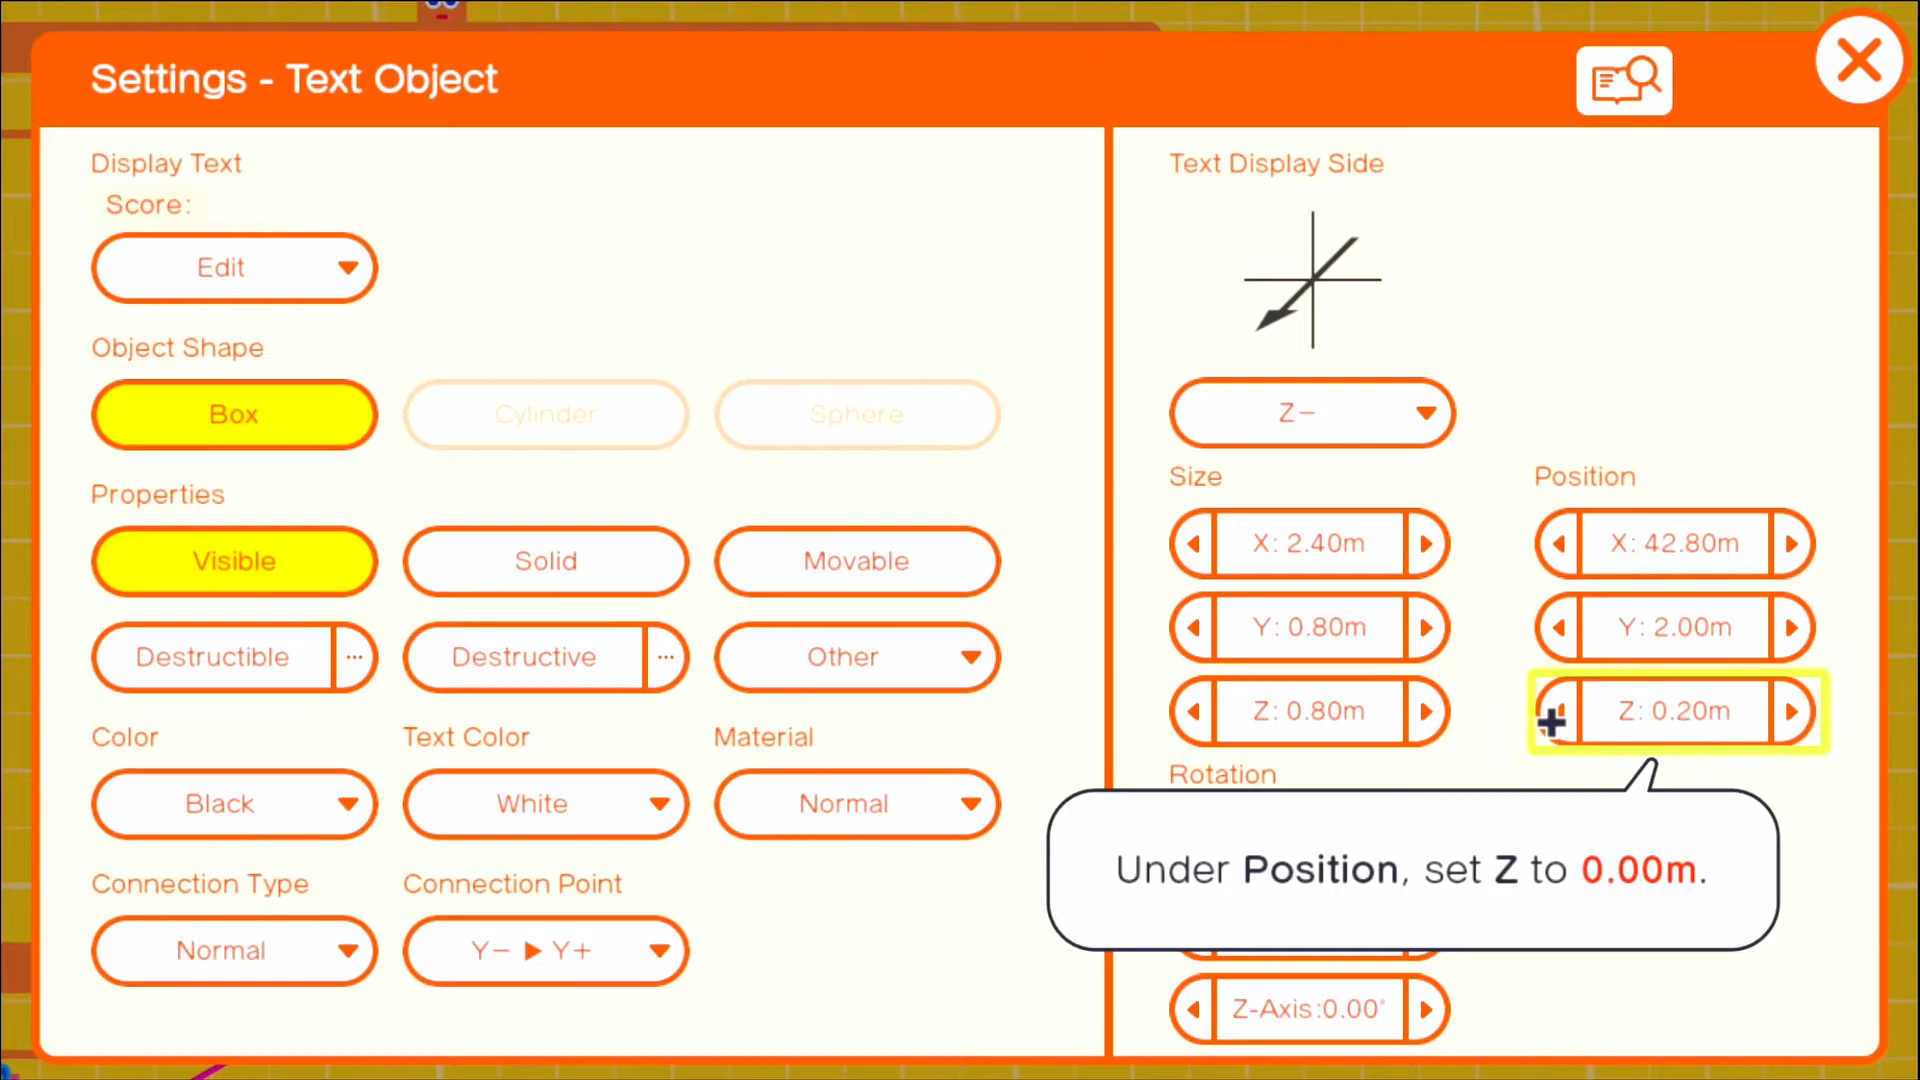 Settings - Text Object
Display Text
Score:
Edit
Object Shape
Box
Cylinder
Sphere
Properties
Visible
Solid
Movable
Destructible ...
Destructive ...
Other
Color
Text Color
Material
Black
White
Normal
Connection Type
Connection Point
Normal
Y− ▶ Y+
Text Display Side
Z−
Size
Position
X: 2.40m
X: 42.80m
Y: 0.80m
Y: 2.00m
Z: 0.80m
Z: 0.20m
Rotation
Under Position, set Z to 0.00m.
Z-Axis:0.00°